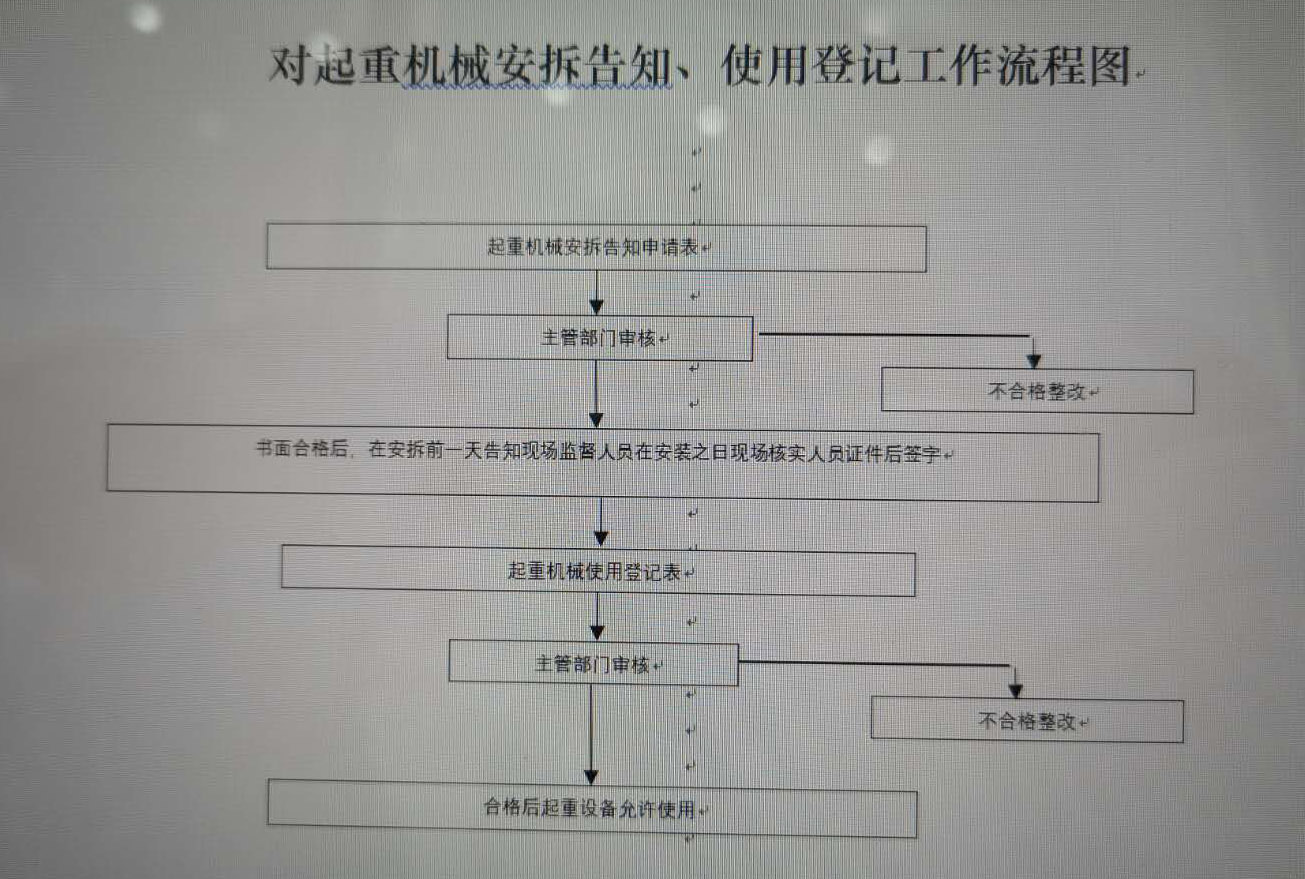 对起重机械安拆告知、使用登记工作流程图
起重机械安拆告知申请表
主管部门审核
不合格整改
书面合格后，在安拆前一天告知现场监督人员在安装之日现场核实人员证件后签字
起重机械使用登记表
主管部门审核
不合格整改
合格后起重设备允许使用